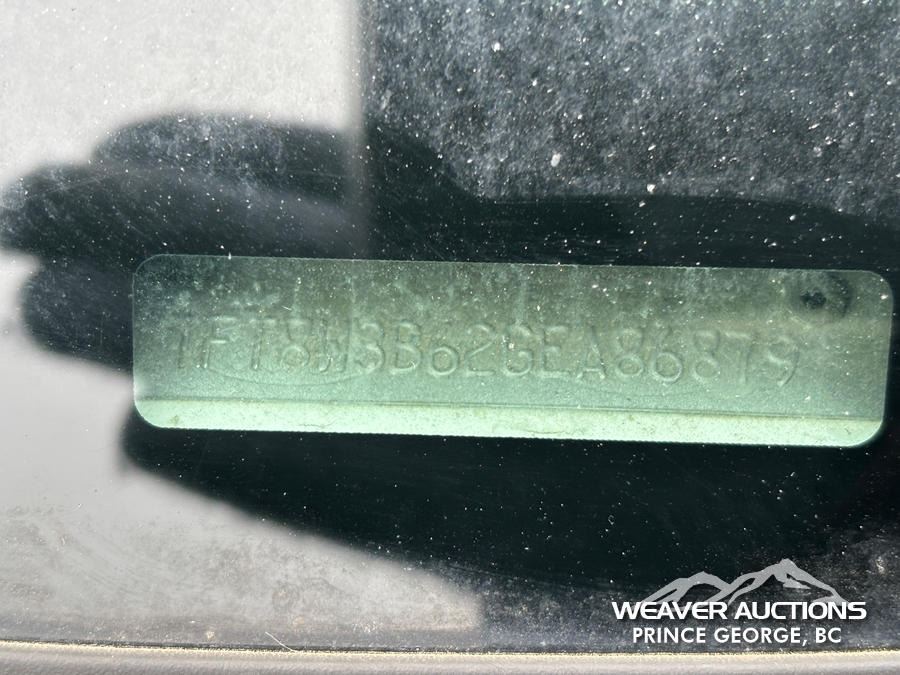 1FT8W3B62GEA86879
WEAVER AUCTIONS
PRINCE GEORGE, BC